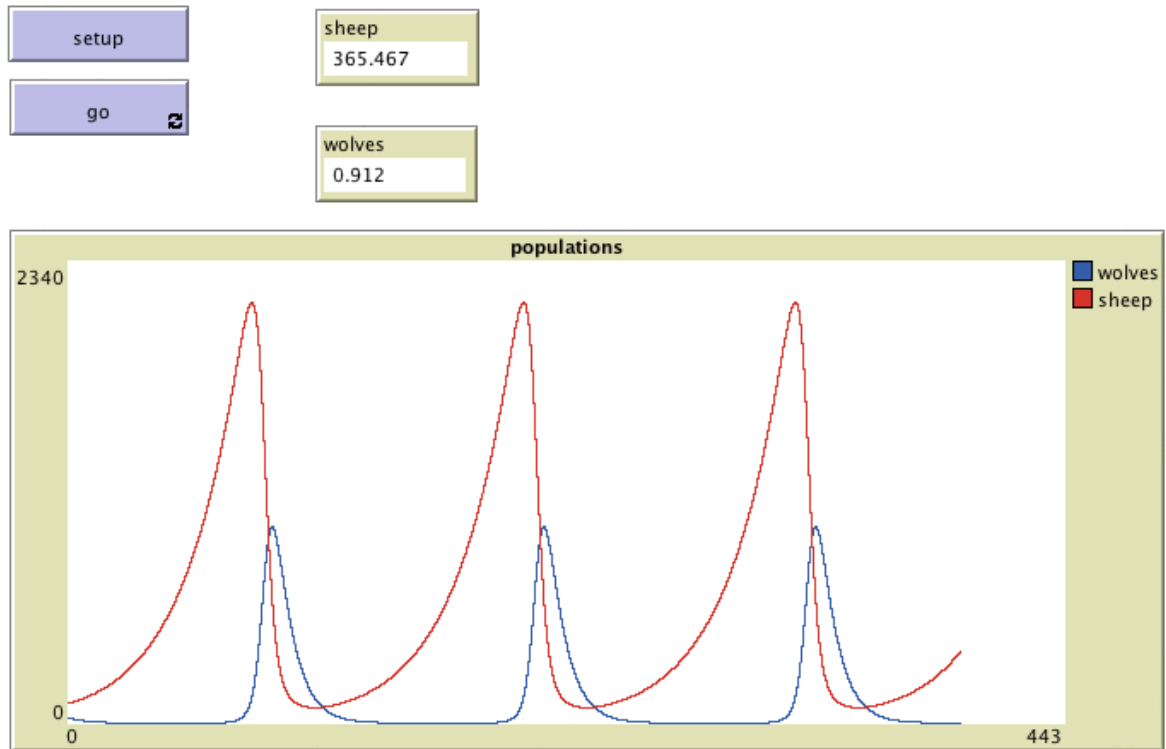 setup
go
sheep
365.467
wolves
0.912
populations
2340
0
0
443
wolves
sheep